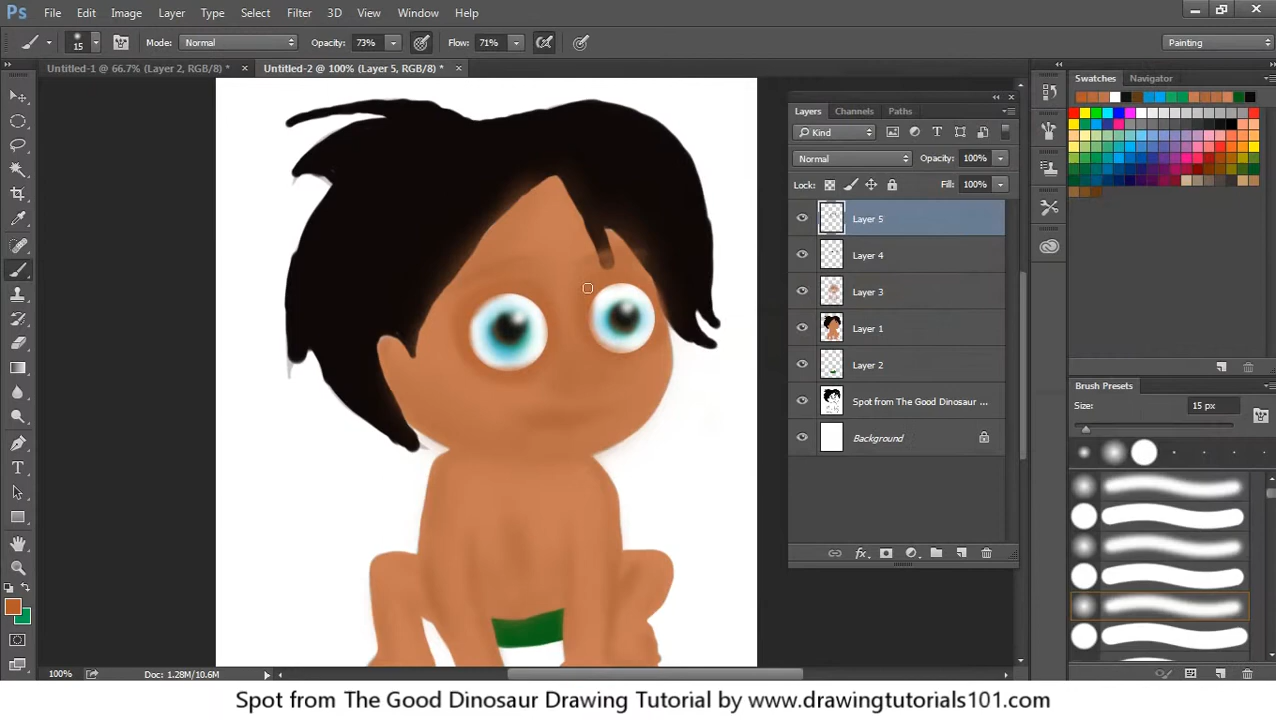 Ps File Edit Image Layer Type Select Filter 3D View Window Help
15 Mode: Normal Opacity: 73% Flow: 71% Painting
Untitled-1 @ 66.7% (Layer 2, RGB/8) * × Untitled-2 @ 100% (Layer 5, RGB/8) * ×
Swatches Navigator
Layers Channels Paths
Kind
Normal Opacity: 100%
Lock: Fill: 100%
Layer 5
Layer 4
Layer 3
Layer 1
Layer 2
Spot from The Good Dinosaur ...
Background
fx
Brush Presets
Size: 15 px
100% Doc: 1.28M/10.6M
Spot from The Good Dinosaur Drawing Tutorial by www.drawingtutorials101.com